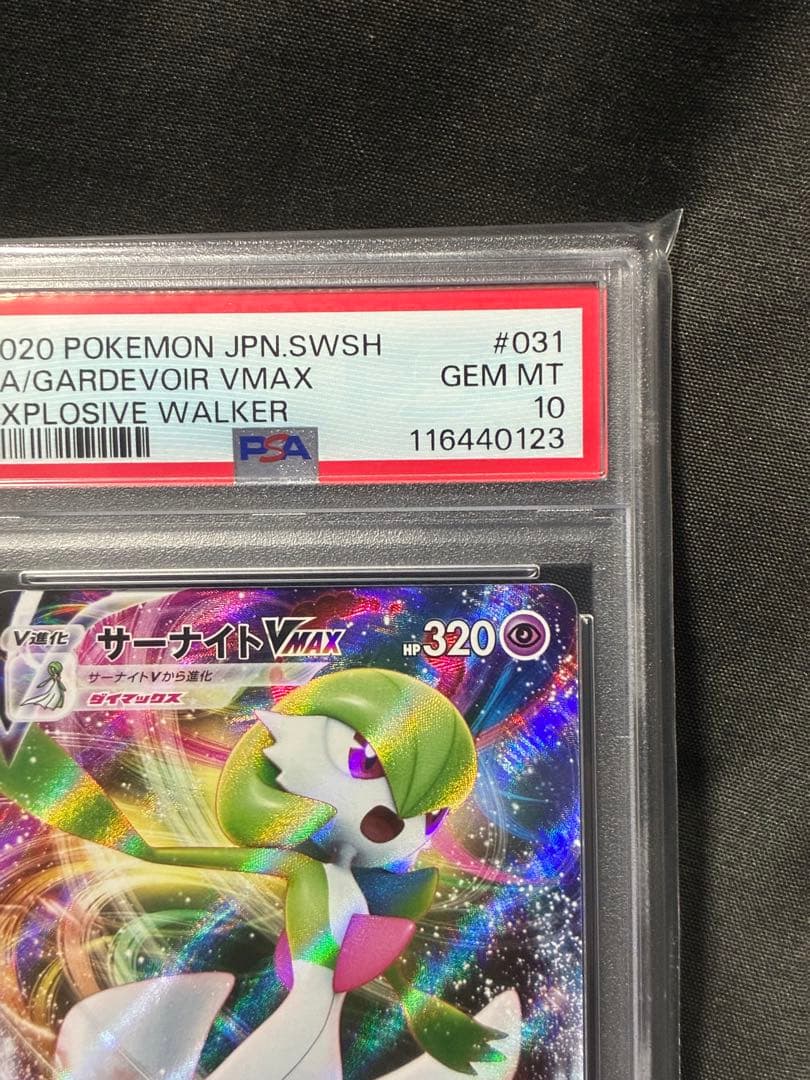 020 POKEMON JPN.SWSH #031
A/GARDEVOIR VMAX GEM MT
XPLOSIVE WALKER 10
PSA 116440123
V進化 サーナイトVMAX HP320
サーナイトVから進化
ダイマックス